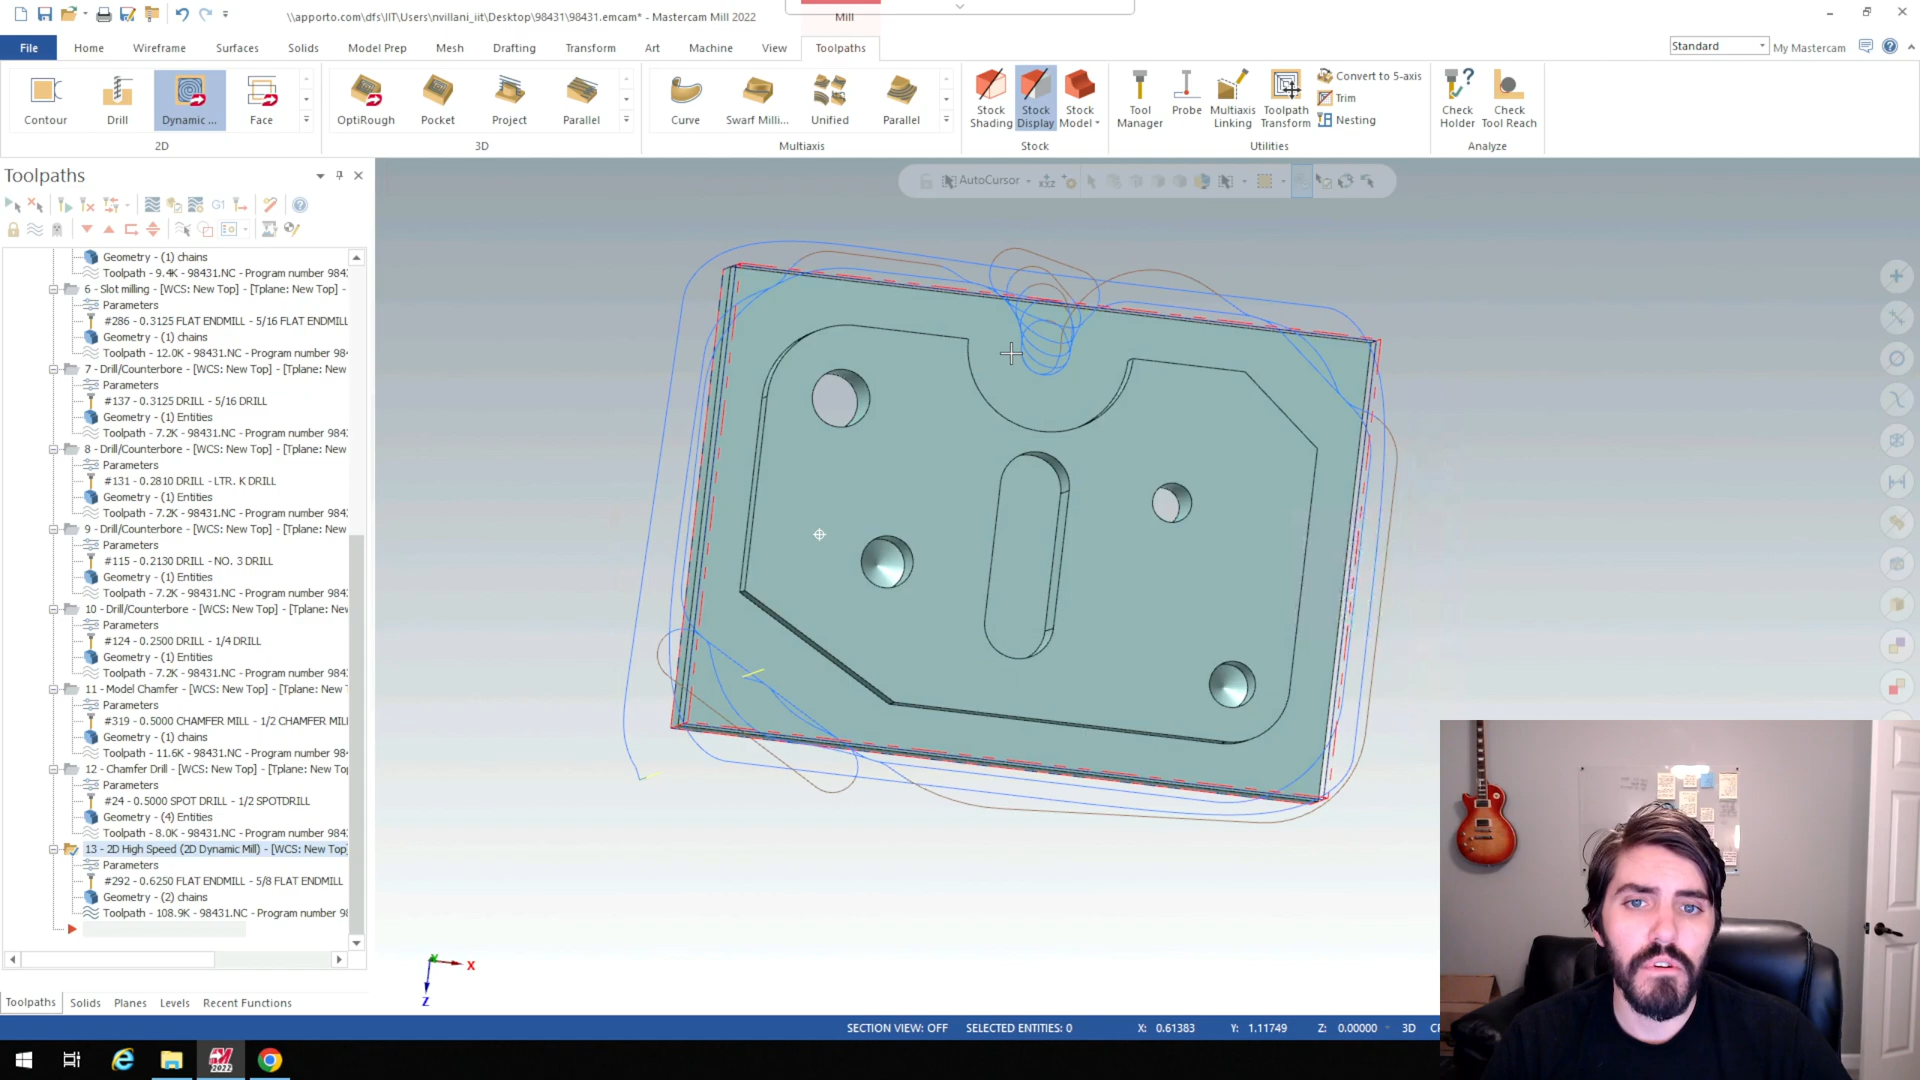 \\apporto.com\dfs\IIT\Users\nvillani_iit\Desktop\98431\98431.emcam* - Mastercam Mill 2022
Mill
File Home Wireframe Surfaces Solids Model Prep Mesh Drafting Transform Art Machine View Toolpaths
Standard My Mastercam
Contour Drill Dynamic ... Face
OptiRough Pocket Project Parallel
Curve Swarf Milli... Unified Parallel
Stock Shading Stock Display Stock Model
Tool Manager Probe Multiaxis Linking Toolpath Transform
Convert to 5-axis
Trim
Nesting
Check Holder Check Tool Reach
2D 3D Multiaxis Stock Utilities Analyze
Toolpaths
AutoCursor
G1
Geometry - (1) chains
Toolpath - 9.4K - 98431.NC - Program number 984
6 - Slot milling - [WCS: New Top] - [Tplane: New Top] -
Parameters
#286 - 0.3125 FLAT ENDMILL - 5/16 FLAT ENDMILL
Geometry - (1) chains
Toolpath - 12.0K - 98431.NC - Program number 98
7 - Drill/Counterbore - [WCS: New Top] - [Tplane: New
Parameters
#137 - 0.3125 DRILL - 5/16 DRILL
Geometry - (1) Entities
Toolpath - 7.2K - 98431.NC - Program number 984
8 - Drill/Counterbore - [WCS: New Top] - [Tplane: New
Parameters
#131 - 0.2810 DRILL - LTR. K DRILL
Geometry - (1) Entities
Toolpath - 7.2K - 98431.NC - Program number 984
9 - Drill/Counterbore - [WCS: New Top] - [Tplane: New
Parameters
#115 - 0.2130 DRILL - NO. 3 DRILL
Geometry - (1) Entities
Toolpath - 7.2K - 98431.NC - Program number 984
10 - Drill/Counterbore - [WCS: New Top] - [Tplane: Ne
Parameters
#124 - 0.2500 DRILL - 1/4 DRILL
Geometry - (1) Entities
Toolpath - 7.2K - 98431.NC - Program number 984
11 - Model Chamfer - [WCS: New Top] - [Tplane: New
Parameters
#319 - 0.5000 CHAMFER MILL - 1/2 CHAMFER MIL
Geometry - (1) chains
Toolpath - 11.6K - 98431.NC - Program number 98
12 - Chamfer Drill - [WCS: New Top] - [Tplane: New To
Parameters
#24 - 0.5000 SPOT DRILL - 1/2 SPOTDRILL
Geometry - (4) Entities
Toolpath - 8.0K - 98431.NC - Program number 984
13 - 2D High Speed (2D Dynamic Mill) - [WCS: New Top
Parameters
#292 - 0.6250 FLAT ENDMILL - 5/8 FLAT ENDMILL
Geometry - (2) chains
Toolpath - 108.9K - 98431.NC - Program number 9
X
Z
Toolpaths Solids Planes Levels Recent Functions
SECTION VIEW: OFF SELECTED ENTITIES: 0 X: 0.61383 Y: 1.11749 Z: 0.00000 3D
2022